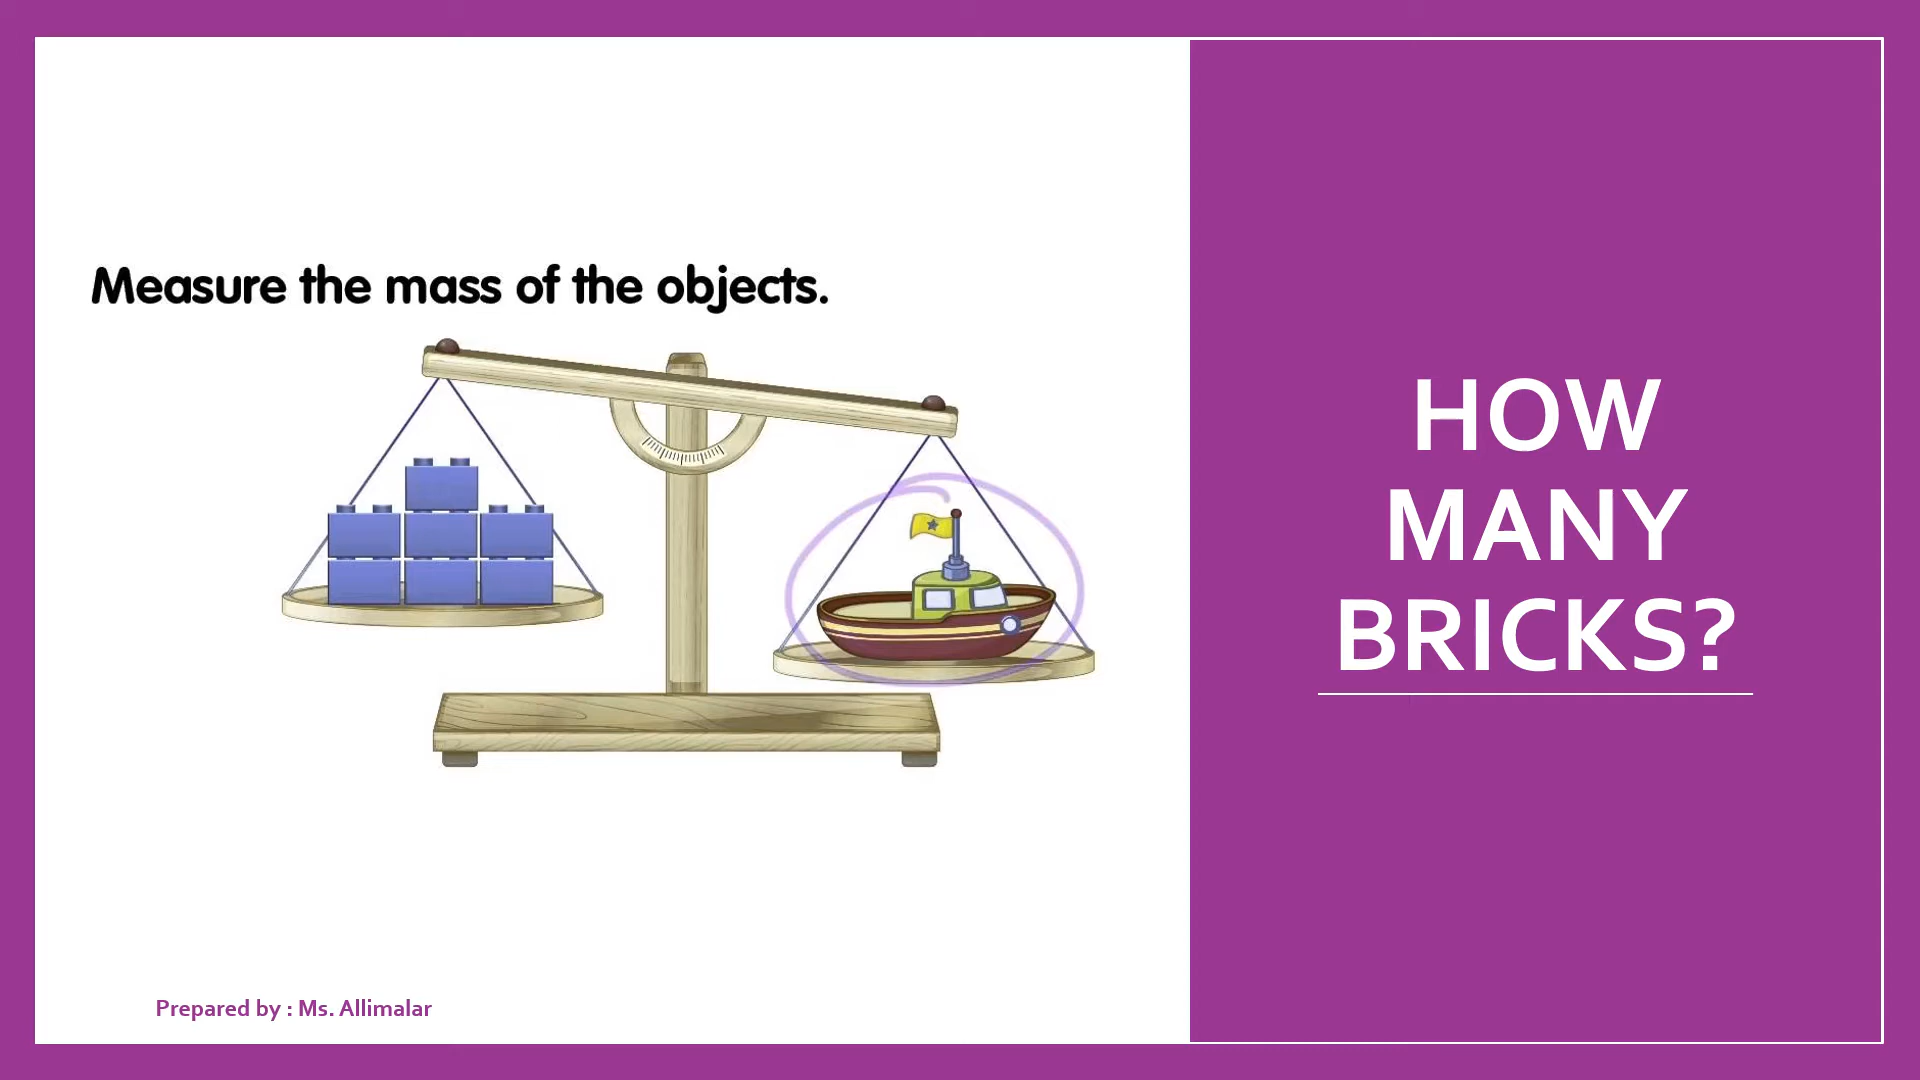 Measure the mass of the objects.
HOW
MANY
BRICKS?
Prepared by : Ms. Allimalar